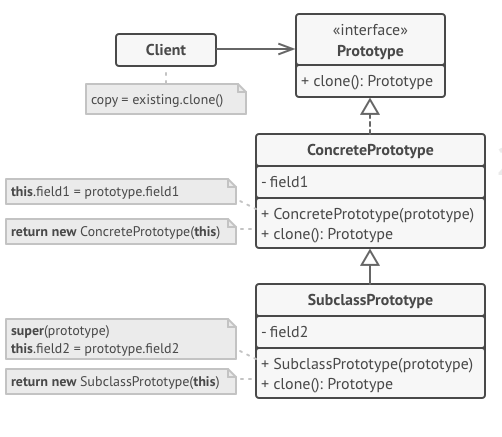 Client
«interface»
Prototype
+ clone(): Prototype
copy = existing.clone()
ConcretePrototype
- field1
this.field1 = prototype.field1
+ ConcretePrototype(prototype)
return new ConcretePrototype(this)
+ clone(): Prototype
SubclassPrototype
- field2
super(prototype)
this.field2 = prototype.field2
+ SubclassPrototype(prototype)
return new SubclassPrototype(this)
+ clone(): Prototype